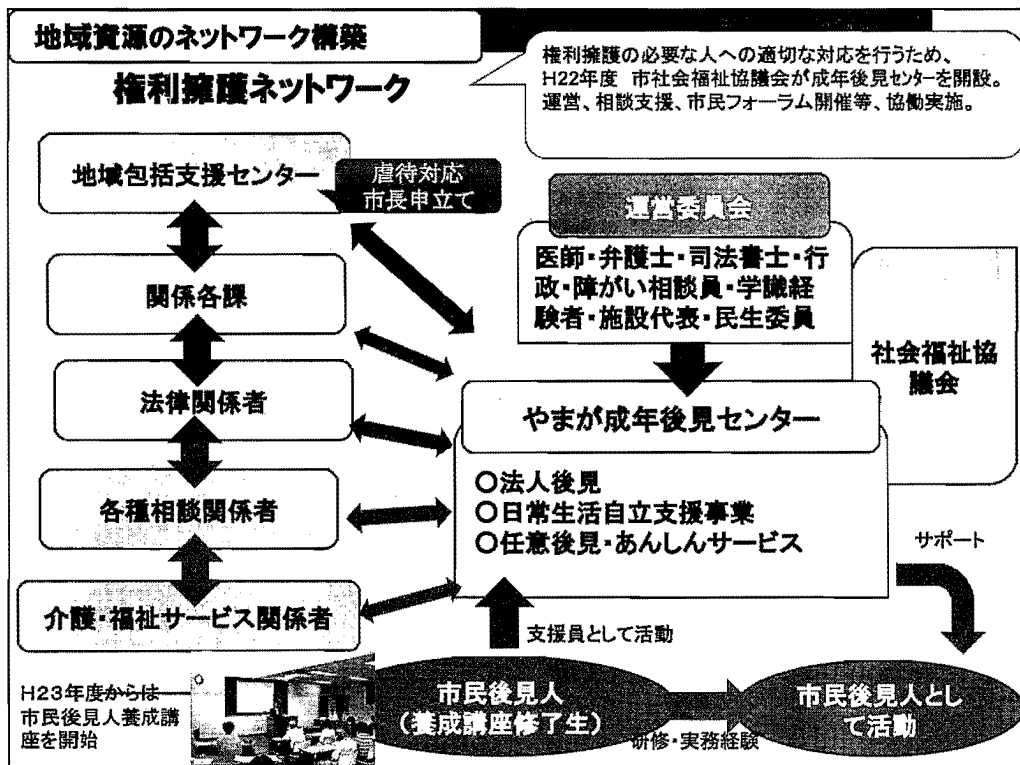 地域資源のネットワーク構築
権利擁護ネットワーク
権利擁護の必要な人への適切な対応を行うため、
H22年度 市社会福祉協議会が成年後見センターを開設。
運営、相談支援、市民フォーラム開催等、協働実施。
地域包括支援センター
虐待対応
市長申立て
関係各課
法律関係者
各種相談関係者
介護・福祉サービス関係者
運営委員会
医師・弁護士・司法書士・行
政・障がい相談員・学識経
験者・施設代表・民生委員
社会福祉協
議会
やまが成年後見センター
〇法人後見
〇日常生活自立支援事業
〇任意後見・あんしんサービス
サポート
支援員として活動
H23年度からは
市民後見人養成講
座を開始
市民後見人
(養成講座修了生)
研修・実務経験
市民後見人とし
て活動